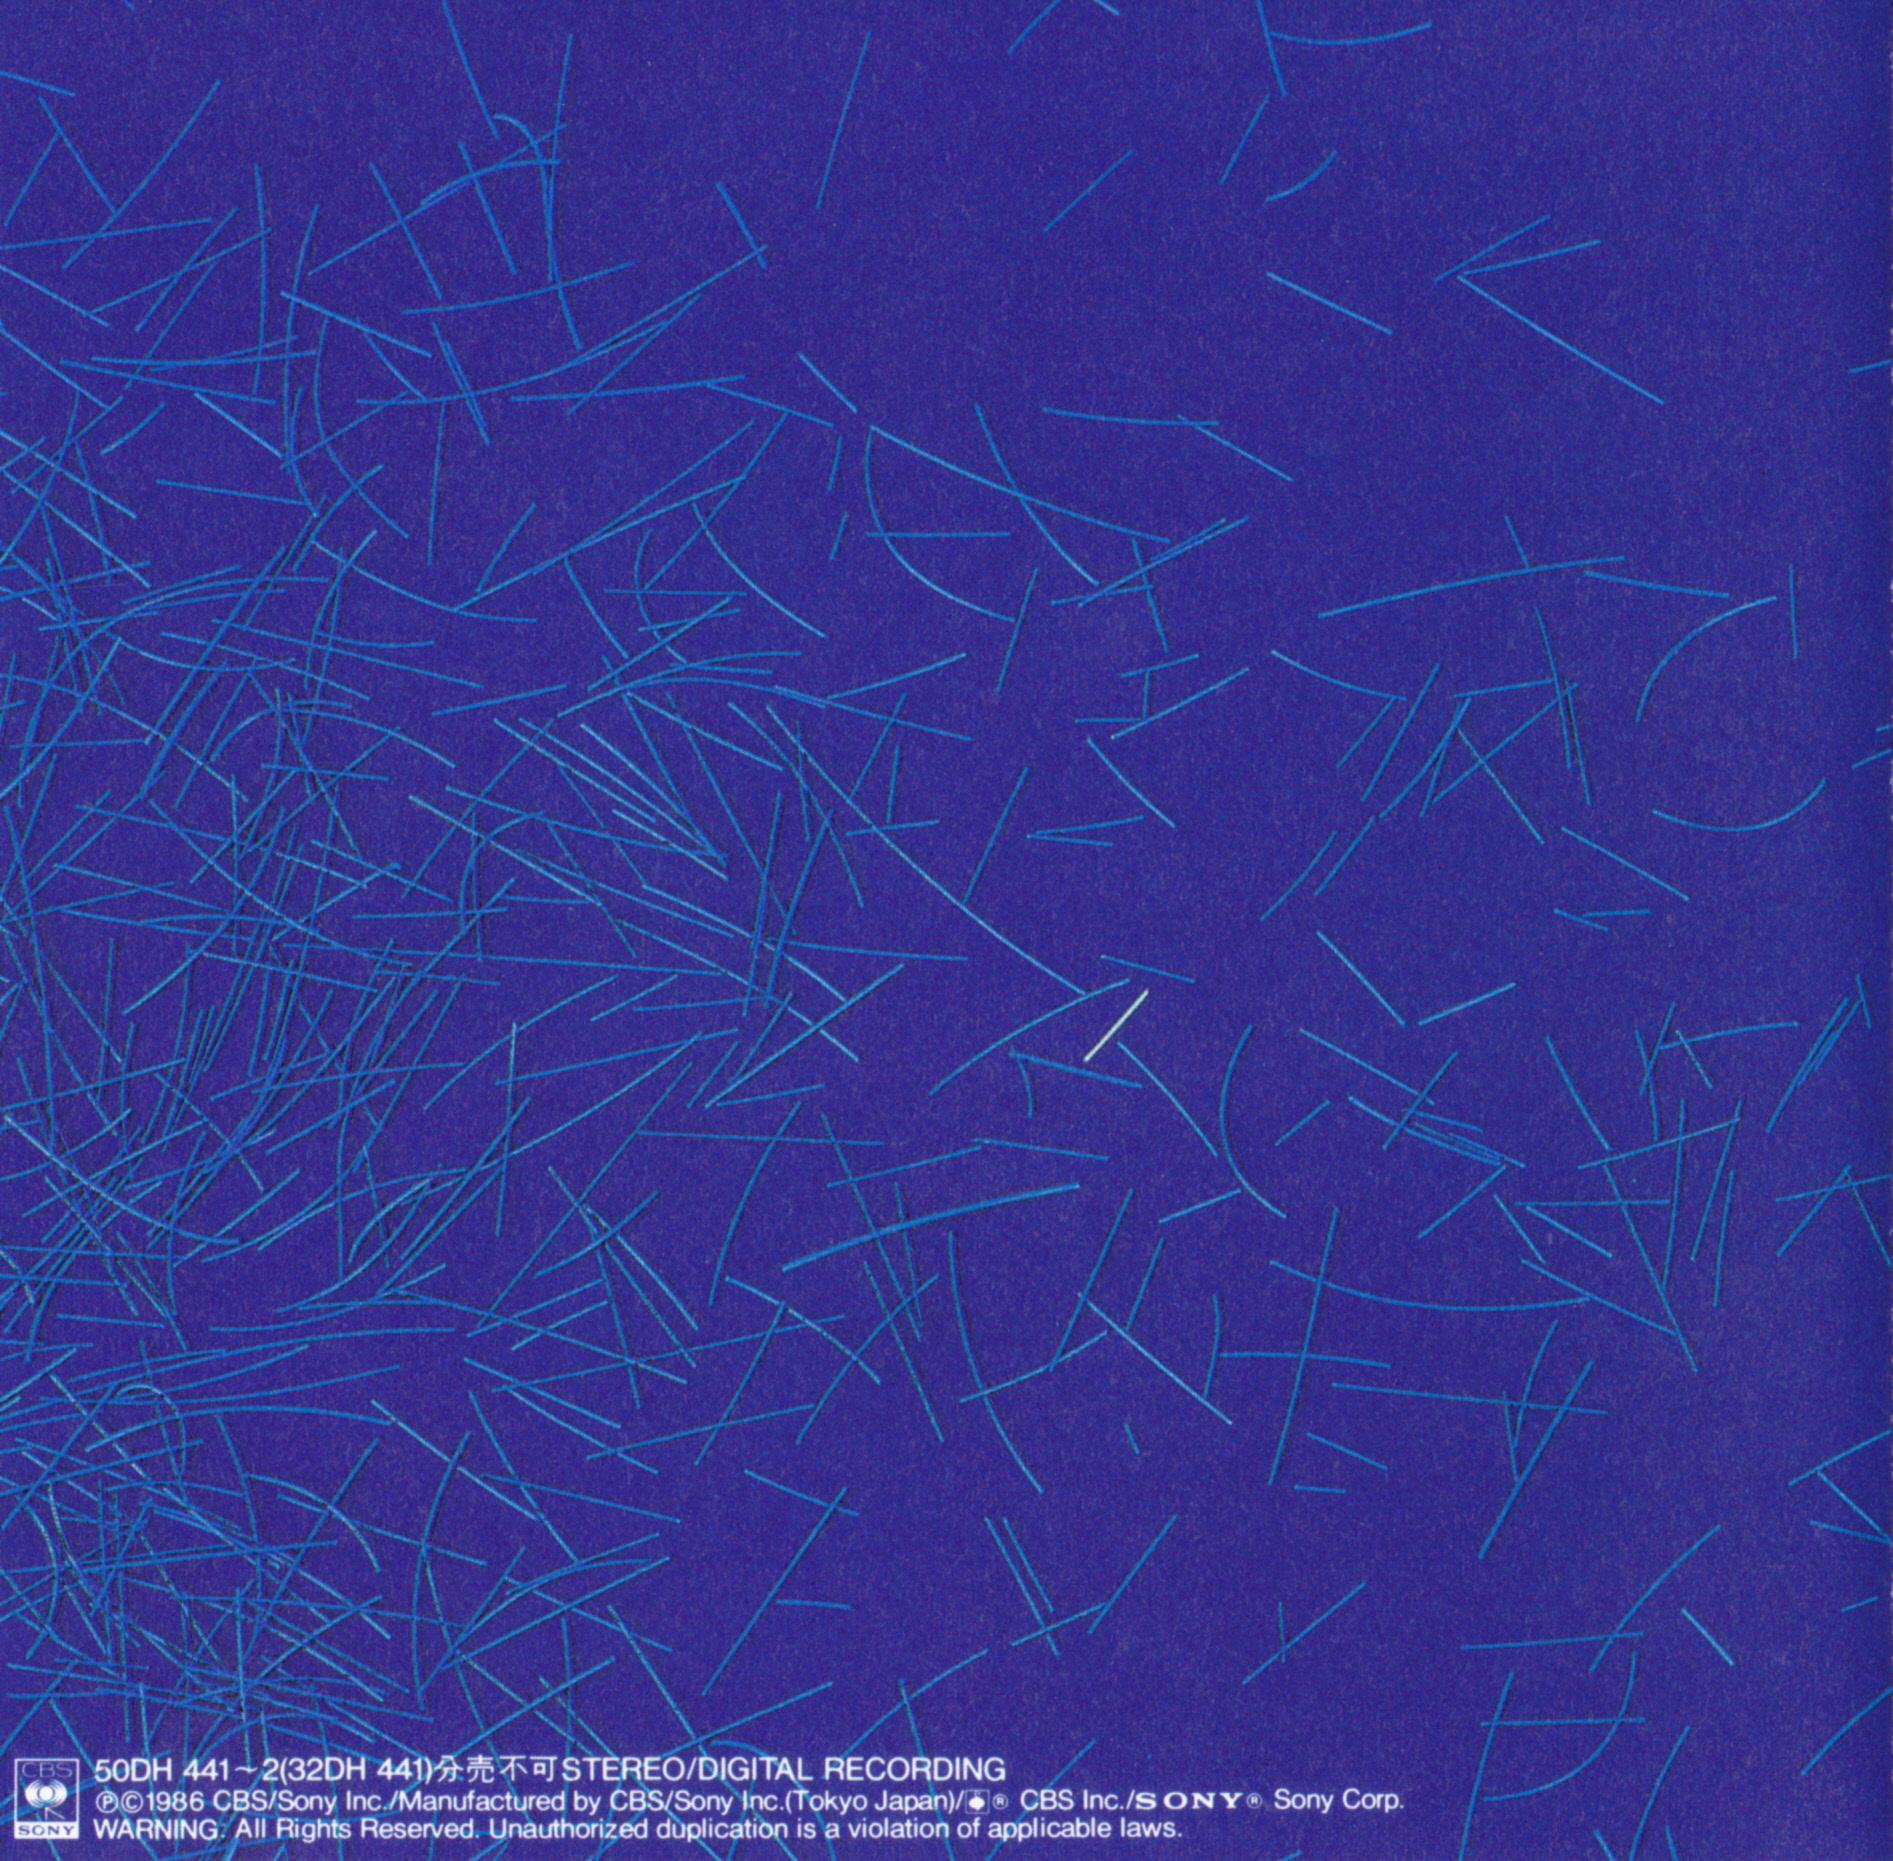 CBS
SONY
50DH 441~2(32DH 441)分売不可STEREO/DIGITAL RECORDING
Ⓟ©1986 CBS/Sony Inc./Manufactured by CBS/Sony Inc.(Tokyo Japan)/® CBS Inc./SONY® Sony Corp.
WARNING: All Rights Reserved. Unauthorized duplication is a violation of applicable laws.